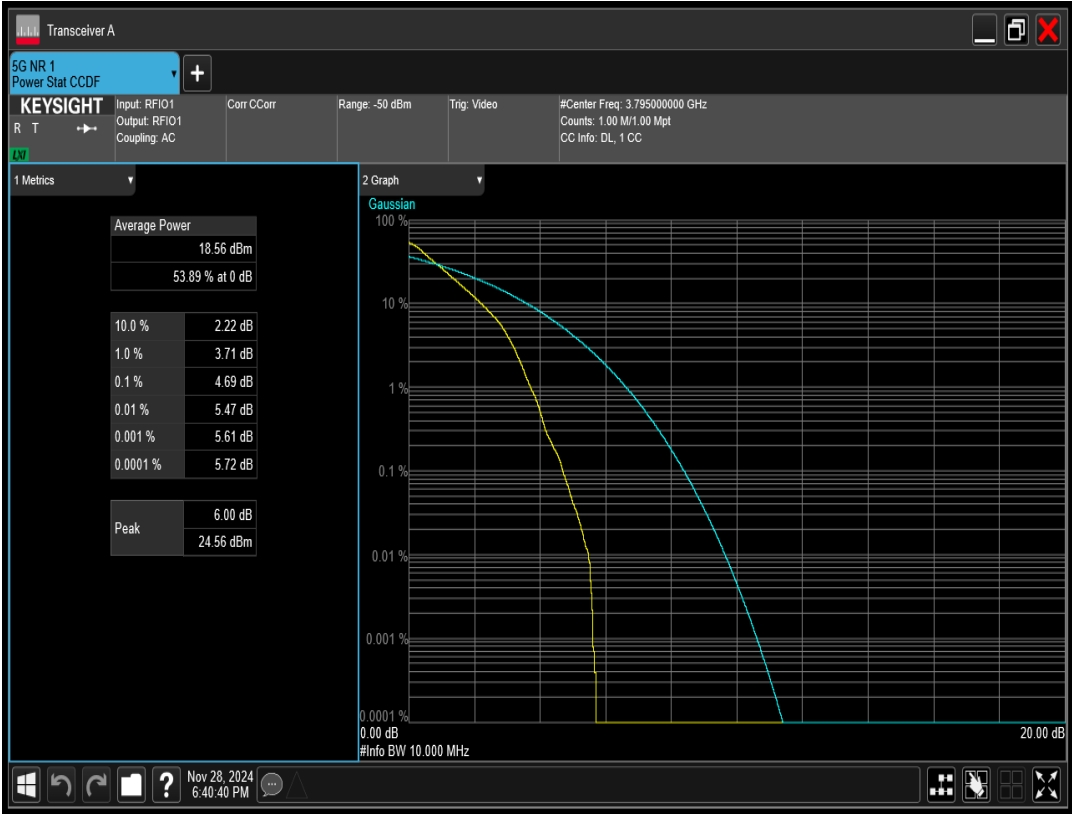 Transceiver A
5G NR 1
Power Stat CCDF
+
KEYSIGHT
R T
LXI
Input: RFIO1
Output: RFIO1
Coupling: AC
Corr CCorr
Range: -50 dBm
Trig: Video
#Center Freq: 3.795000000 GHz
Counts: 1.00 M/1.00 Mpt
CC Info: DL, 1 CC
1 Metrics
Average Power
18.56 dBm
53.89 % at 0 dB
10.0 % 2.22 dB
1.0 % 3.71 dB
0.1 % 4.69 dB
0.01 % 5.47 dB
0.001 % 5.61 dB
0.0001 % 5.72 dB
Peak
6.00 dB
24.56 dBm
2 Graph
Gaussian
100 %
10 %
1 %
0.1 %
0.01 %
0.001 %
0.0001 %
0.00 dB 20.00 dB
#Info BW 10.000 MHz
?
Nov 28, 2024
6:40:40 PM